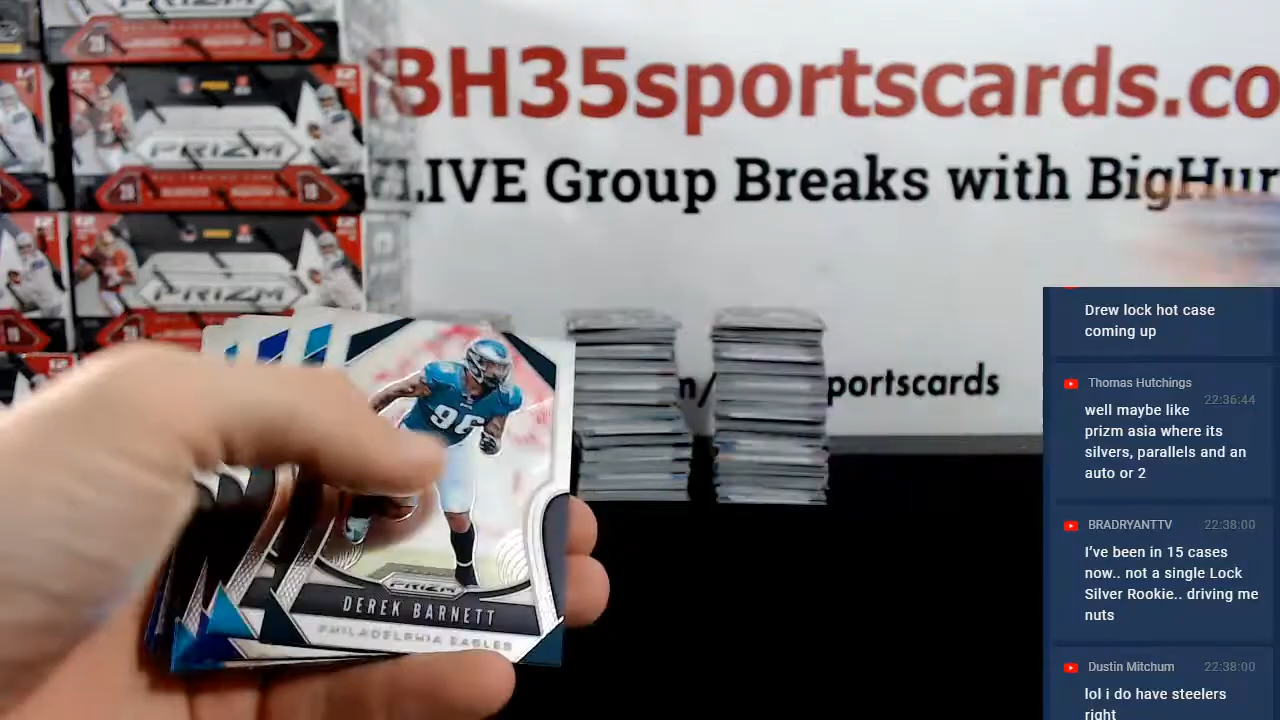 BH35sportscards.co
LIVE Group Breaks with BigHur
PRIZM
PRIZM
portscards
PRIZM
DEREK BARNETT
PHILADELPHIA EAGLES
96
Drew lock hot case
coming up
Thomas Hutchings
22:36:44
well maybe like
prizm asia where its
silvers, parallels and an
auto or 2
BRADRYANTTV 22:38:00
I've been in 15 cases
now.. not a single Lock
Silver Rookie.. driving me
nuts
Dustin Mitchum 22:38:00
lol i do have steelers
right